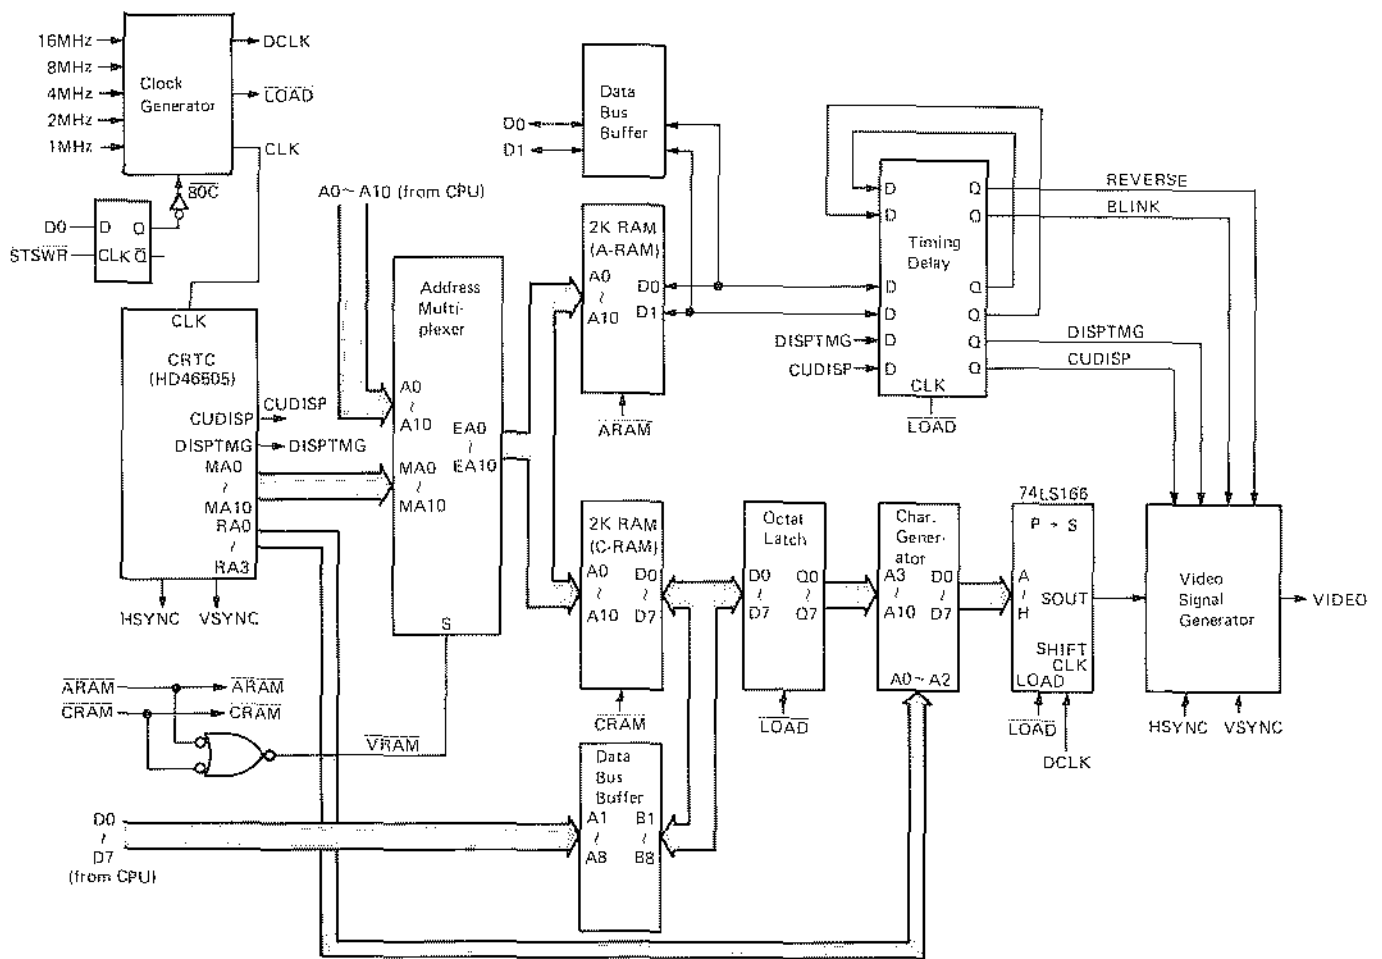 16MHz
8MHz
4MHz
2MHz
1MHz
Clock
Generator
DCLK
LOAD
CLK
80C
D0
STSWR
D Q
CLK Q
A0~A10 (from CPU)
CLK
CRTC
(HD46505)
CUDISP
CUDISP
DISPTMG
DISPTMG
MA0
~
MA10
RA0
~
RA3
HSYNC
VSYNC
Address
Multi-
plexer
A0
~
A10
EA0
~
EA10
MA0
~
MA10
S
Data
Bus
Buffer
D0
D1
2K RAM
(A-RAM)
A0
~
A10
D0
D1
ARAM
D Q
D Q
Timing
Delay
D Q
D Q
D Q
D Q
CLK
DISPTMG
CUDISP
LOAD
REVERSE
BLINK
DISPTMG
CUDISP
2K RAM
(C-RAM)
A0 D0
~ ~
A10 D7
CRAM
Octal
Latch
D0 Q0
~ ~
D7 Q7
LOAD
Char.
Gener-
ator
A3 D0
~ ~
A10 D7
A0~A2
74LS166
P → S
A
~
H
SOUT
SHIFT
CLK
LOAD
LOAD
DCLK
Video
Signal
Generator
VIDEO
HSYNC
VSYNC
ARAM
ARAM
CRAM
CRAM
VRAM
Data
Bus
Buffer
A1 B1
~ ~
A8 B8
D0
~
D7
(from CPU)